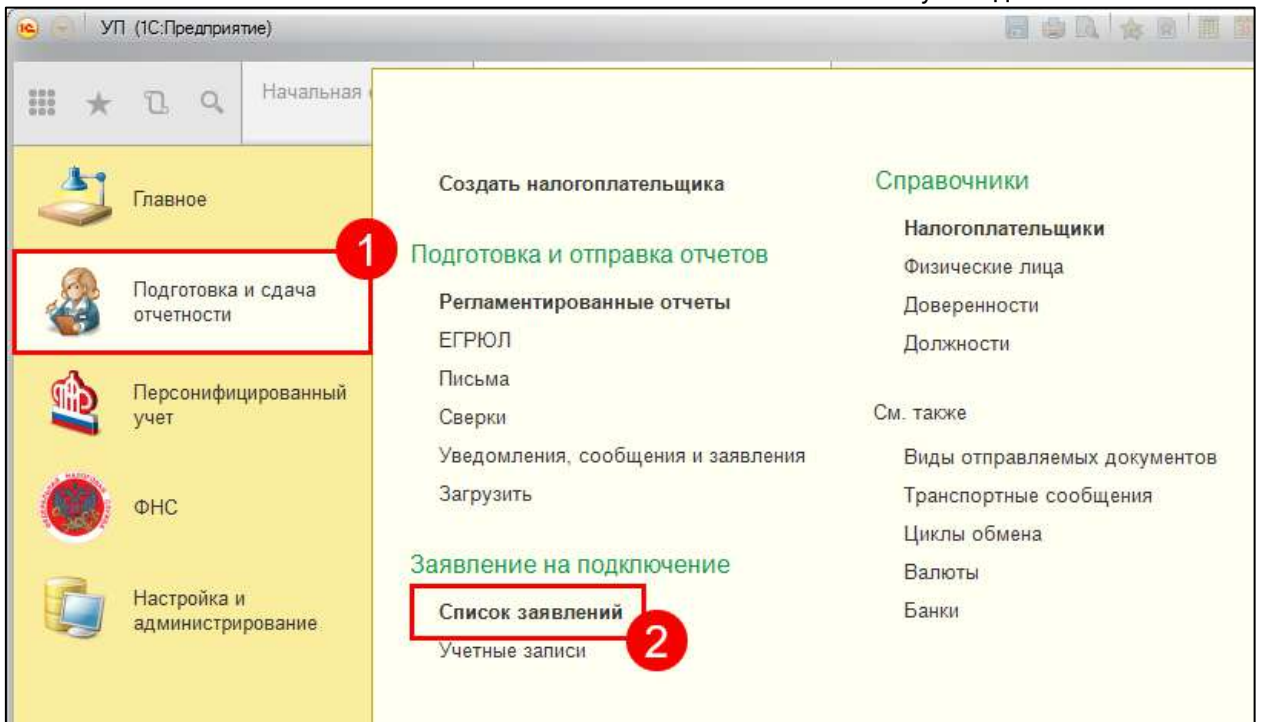 УП (1С:Предприятие)
Начальная
Главное
Подготовка и сдача
отчетности
1
Персонифицированный
учет
ФНС
Настройка и
администрирование
Создать налогоплательщика
Подготовка и отправка отчетов
Регламентированные отчеты
ЕГРЮЛ
Письма
Сверки
Уведомления, сообщения и заявления
Загрузить
Заявление на подключение
Список заявлений
2
Учетные записи
Справочники
Налогоплательщики
Физические лица
Доверенности
Должности
См. также
Виды отправляемых документов
Транспортные сообщения
Циклы обмена
Валюты
Банки